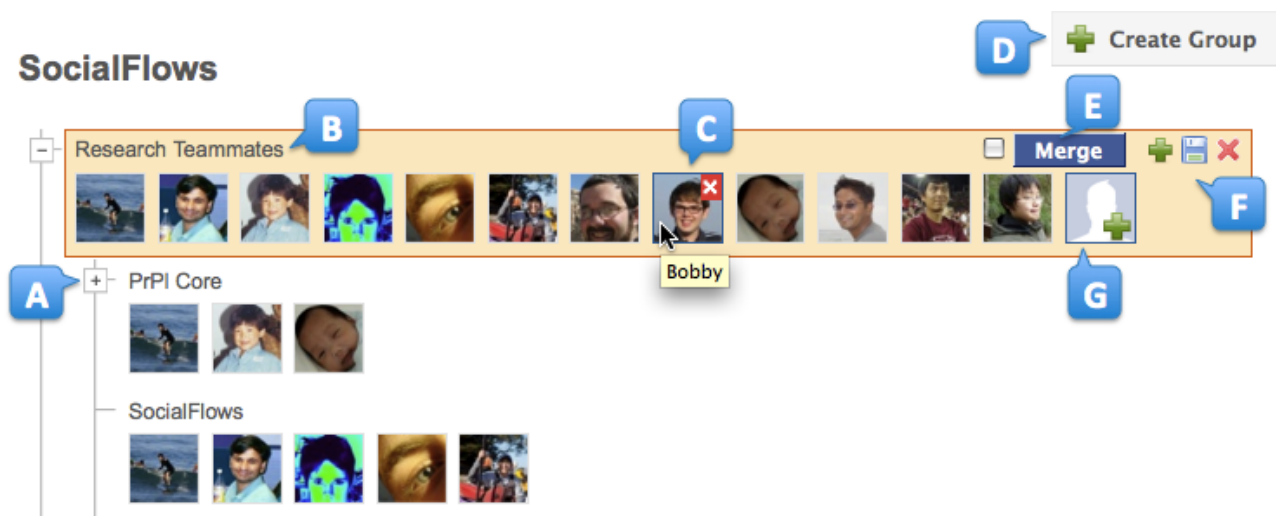 D
Create Group
SocialFlows
E
B
C
Research Teammates
Merge
F
Bobby
A
PrPl Core
G
SocialFlows